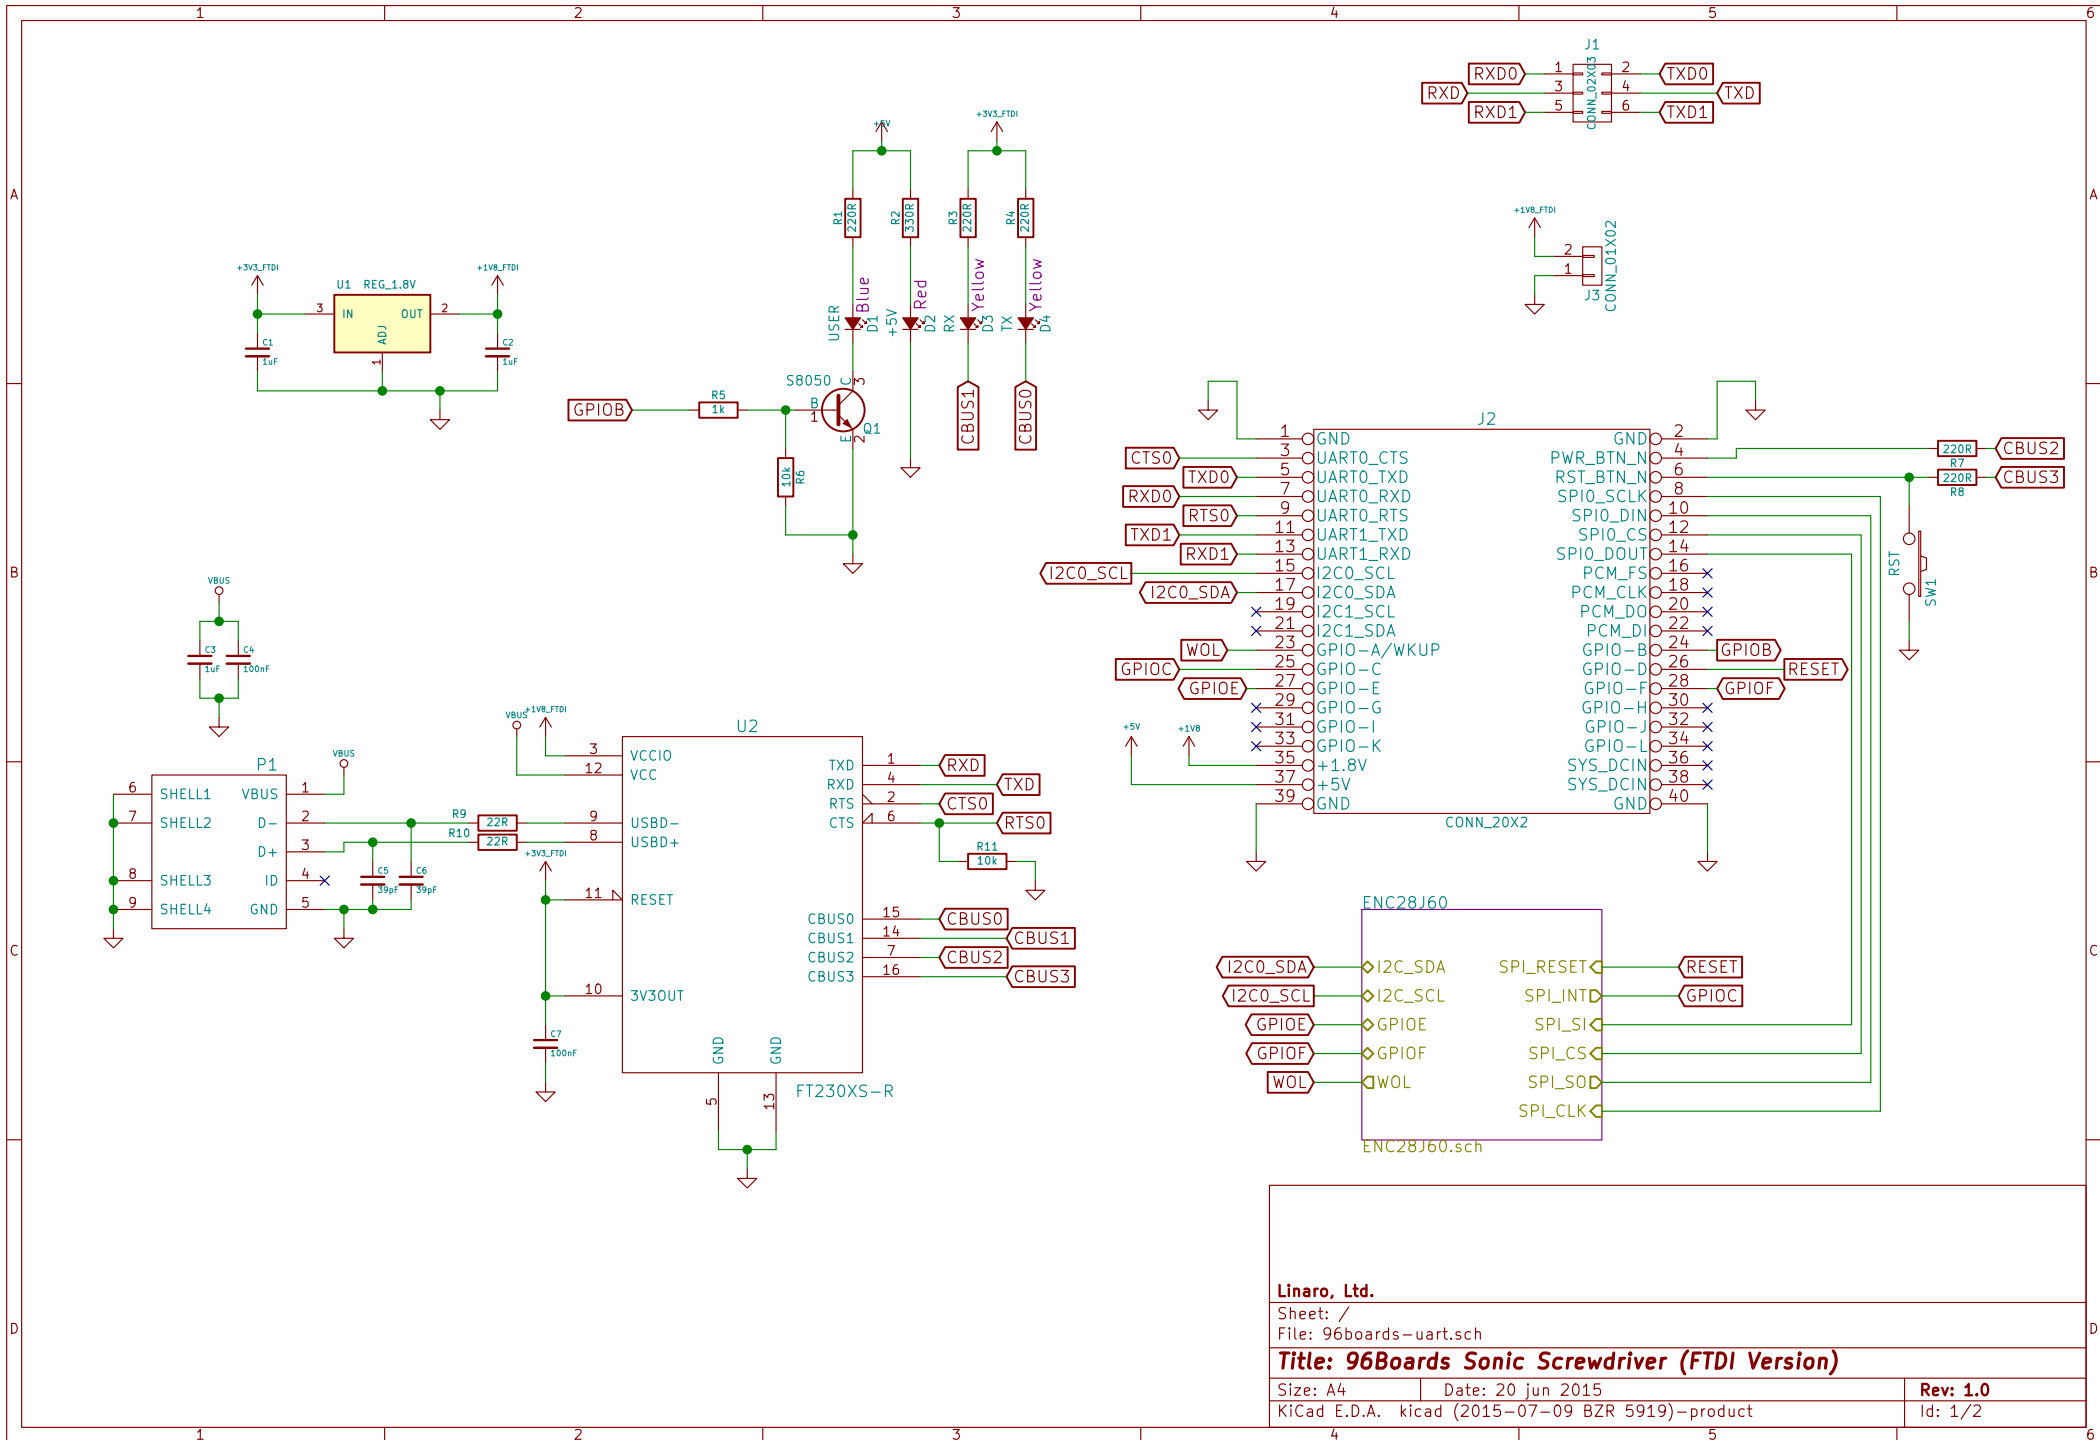 1 2 3 4 5 6
A
B
C
D
A
B
C
D
J1
RXD0 1 2 TXD0
RXD 3 4 TXD
RXD1 5 6 TXD1
CONN_02X03
+5V
+3V3_FTDI
R1 220R
R2 330R
R3 220R
R4 220R
Blue
Red
Yellow
Yellow
USER D1
+5V D2
RX D3
TX D4
CBUS1
CBUS0
S8050
GPIOB
R5
1k
B
1
C
3
E
2
Q1
10k
R6
+3V3_FTDI
+1V8_FTDI
U1 REG_1.8V
3 IN OUT 2
ADJ
1
C1
1uF
C2
1uF
+1V8_FTDI
2
1
J3
CONN_01X02
J2
1 GND GND 2
CTS0 3 UART0_CTS PWR_BTN_N 4
TXD0 5 UART0_TXD RST_BTN_N 6
RXD0 7 UART0_RXD SPI0_SCLK 8
RTS0 9 UART0_RTS SPI0_DIN 10
TXD1 11 UART1_TXD SPI0_CS 12
RXD1 13 UART1_RXD SPI0_DOUT 14
I2C0_SCL 15 I2C0_SCL PCM_FS 16
I2C0_SDA 17 I2C0_SDA PCM_CLK 18
19 I2C1_SCL PCM_DO 20
21 I2C1_SDA PCM_DI 22
WOL 23 GPIO-A/WKUP GPIO-B 24 GPIOB
GPIOC 25 GPIO-C GPIO-D 26 RESET
GPIOE 27 GPIO-E GPIO-F 28 GPIOF
29 GPIO-G GPIO-H 30
31 GPIO-I GPIO-J 32
33 GPIO-K GPIO-L 34
35 +1.8V SYS_DCIN 36
37 +5V SYS_DCIN 38
39 GND GND 40
CONN_20X2
+5V
+1V8
220R CBUS2
R7
220R CBUS3
R8
RST
SW1
VBUS
C3
1uF
C4
100nF
P1
VBUS
6 SHELL1 VBUS 1
7 SHELL2 D- 2
D+ 3
8 SHELL3 ID 4
9 SHELL4 GND 5
C5
39pF
C6
39pF
R9 22R
R10 22R
VBUS
+1V8_FTDI
U2
3 VCCIO
12 VCC
9 USBD-
8 USBD+
+3V3_FTDI
11 RESET
10 3V3OUT
C7
100nF
TXD 1 RXD
RXD 4 TXD
RTS 2 CTS0
CTS 6 RTS0
R11
10k
CBUS0 15 CBUS0
CBUS1 14 CBUS1
CBUS2 7 CBUS2
CBUS3 16 CBUS3
GND GND
5 13
FT230XS-R
ENC28J60
I2C0_SDA I2C_SDA SPI_RESET RESET
I2C0_SCL I2C_SCL SPI_INT GPIOC
GPIOE GPIOE SPI_SI
GPIOF GPIOF SPI_CS
WOL WOL SPI_SO
SPI_CLK
ENC28J60.sch
Linaro, Ltd.
Sheet: /
File: 96boards-uart.sch
Title: 96Boards Sonic Screwdriver (FTDI Version)
Size: A4 Date: 20 jun 2015 Rev: 1.0
KiCad E.D.A. kicad (2015-07-09 BZR 5919)-product Id: 1/2
1 2 3 4 5 6